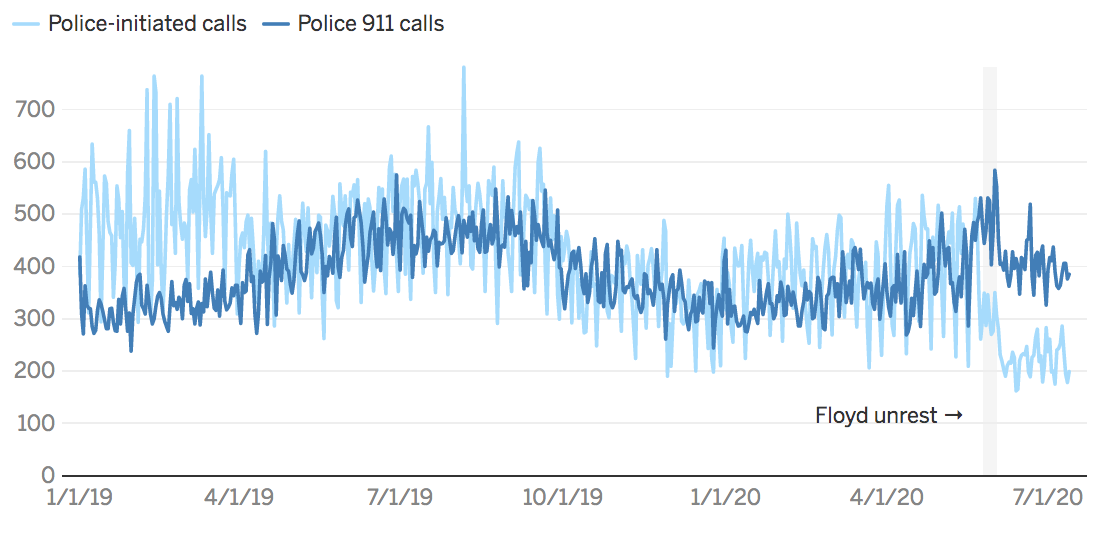 Police-initiated calls Police 911 calls
700
600
500
400
300
200
Floyd unrest →
100
0
1/1/19 4/1/19 7/1/19 10/1/19 1/1/20 4/1/20 7/1/20